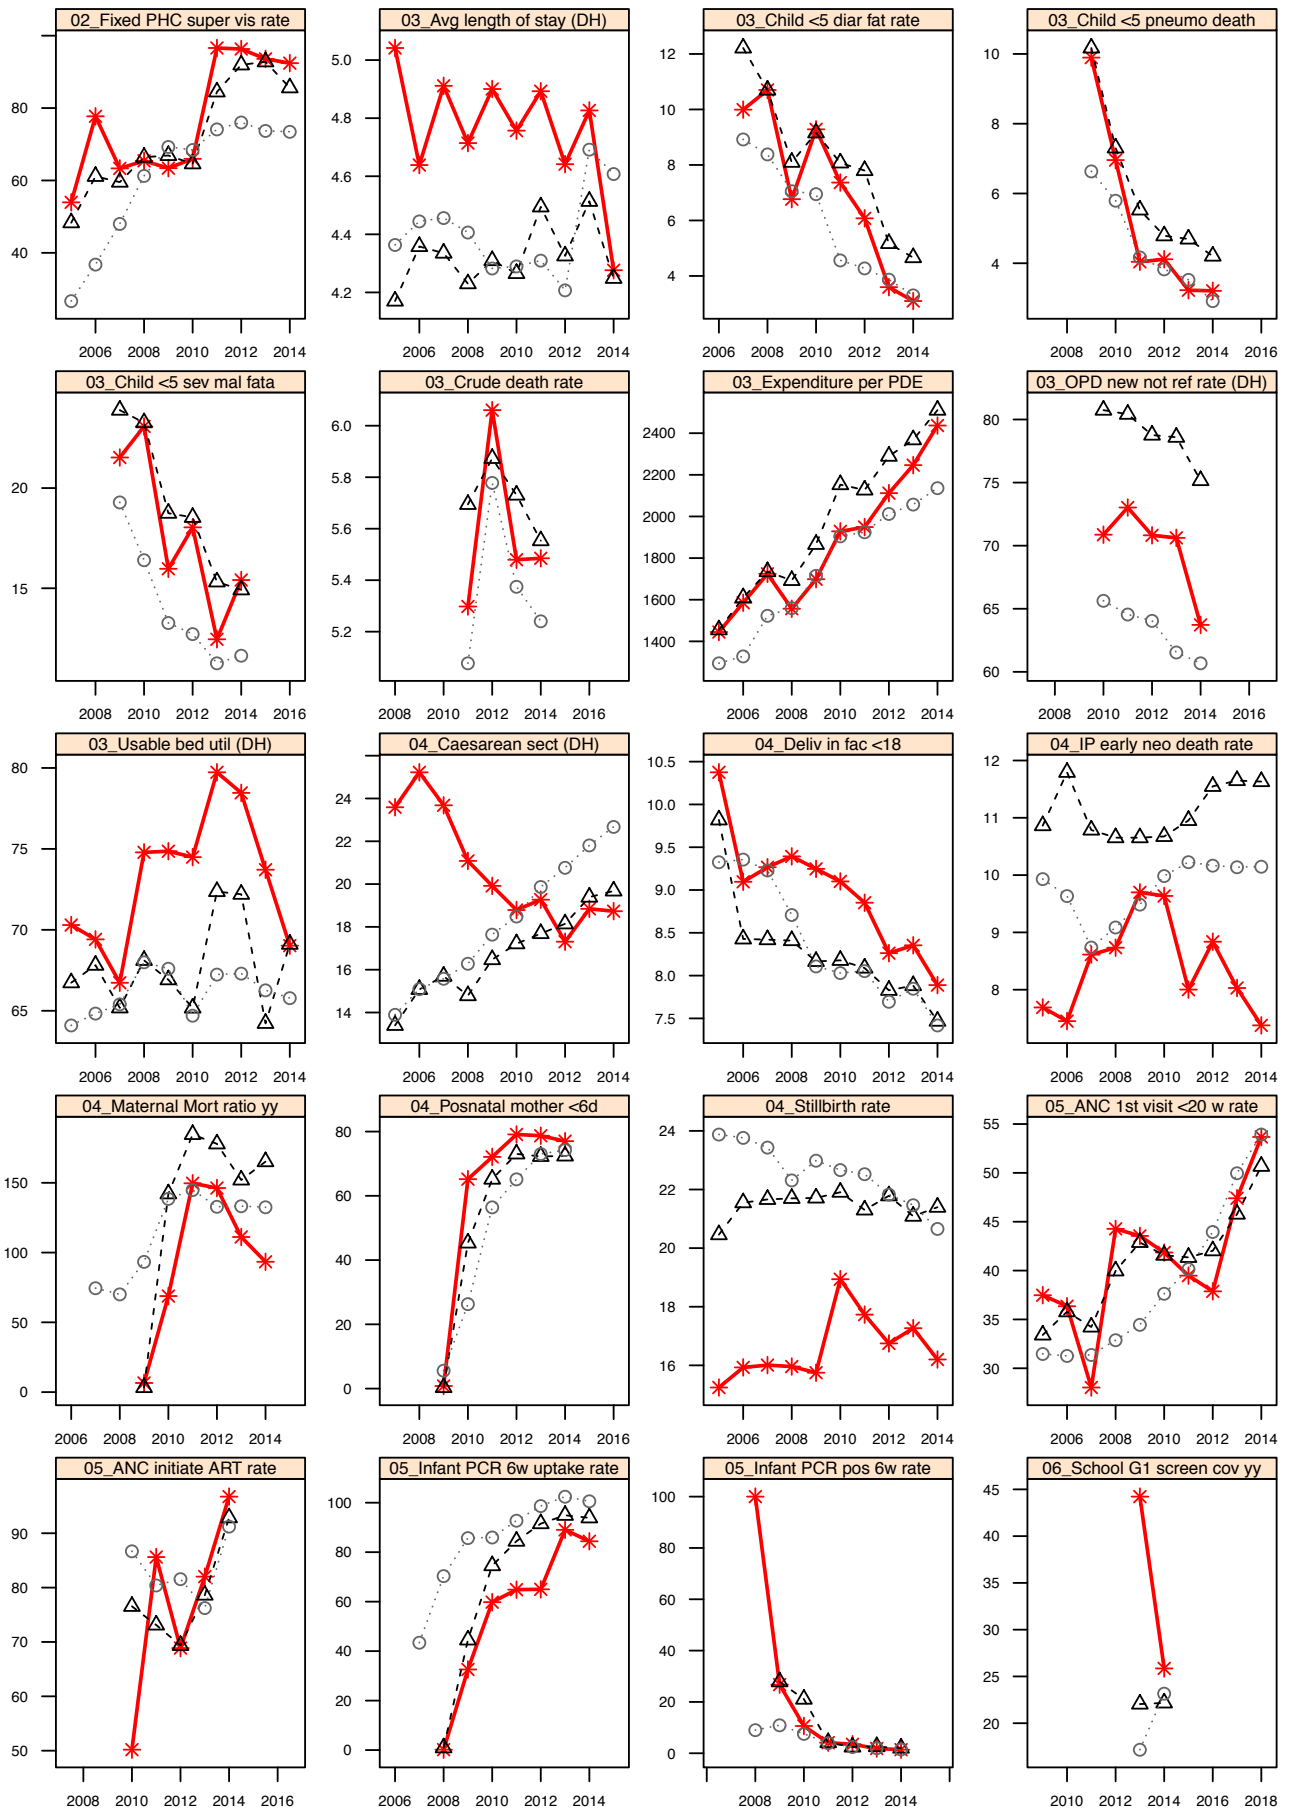 02_Fixed PHC super vis rate
03_Avg length of stay (DH)
03_Child <5 diar fat rate
03_Child <5 pneumo death
80
60
40
5.0
4.8
4.6
4.4
4.2
12
10
8
6
4
10
8
6
4
2006 2008 2010 2012 2014
2006 2008 2010 2012 2014
2006 2008 2010 2012 2014
2008 2010 2012 2014 2016
03_Child <5 sev mal fata
03_Crude death rate
03_Expenditure per PDE
03_OPD new not ref rate (DH)
20
15
6.0
5.8
5.6
5.4
5.2
2400
2200
2000
1800
1600
1400
80
75
70
65
60
2008 2010 2012 2014 2016
2008 2010 2012 2014 2016
2006 2008 2010 2012 2014
2008 2010 2012 2014 2016
03_Usable bed util (DH)
04_Caesarean sect (DH)
04_Deliv in fac <18
04_IP early neo death rate
80
75
70
65
24
22
20
18
16
14
10.5
10.0
9.5
9.0
8.5
8.0
7.5
12
11
10
9
8
2006 2008 2010 2012 2014
2006 2008 2010 2012 2014
2006 2008 2010 2012 2014
2006 2008 2010 2012 2014
04_Maternal Mort ratio yy
04_Posnatal mother <6d
04_Stillbirth rate
05_ANC 1st visit <20 w rate
150
100
50
0
80
60
40
20
0
24
22
20
18
16
55
50
45
40
35
30
2006 2008 2010 2012 2014
2008 2010 2012 2014 2016
2006 2008 2010 2012 2014
2006 2008 2010 2012 2014
05_ANC initiate ART rate
05_Infant PCR 6w uptake rate
05_Infant PCR pos 6w rate
06_School G1 screen cov yy
90
80
70
60
50
100
80
60
40
20
0
100
80
60
40
20
0
45
40
35
30
25
20
2008 2010 2012 2014 2016
2006 2008 2010 2012 2014
2006 2008 2010 2012 2014
2010 2012 2014 2016 2018